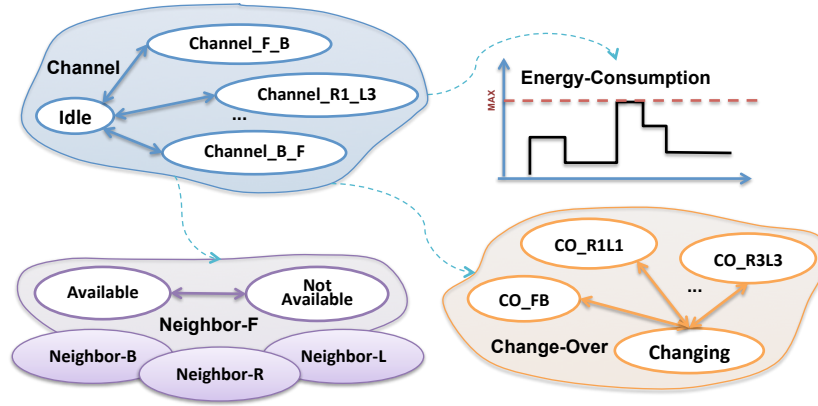 Channel_F_B
Channel
Channel_R1_L3
...
Idle
Channel_B_F
Energy-Consumption
MAX
Available
Not
Available
Neighbor-F
Neighbor-B
Neighbor-R
Neighbor-L
CO_R1L1
CO_R3L3
...
CO_FB
Change-Over
Changing